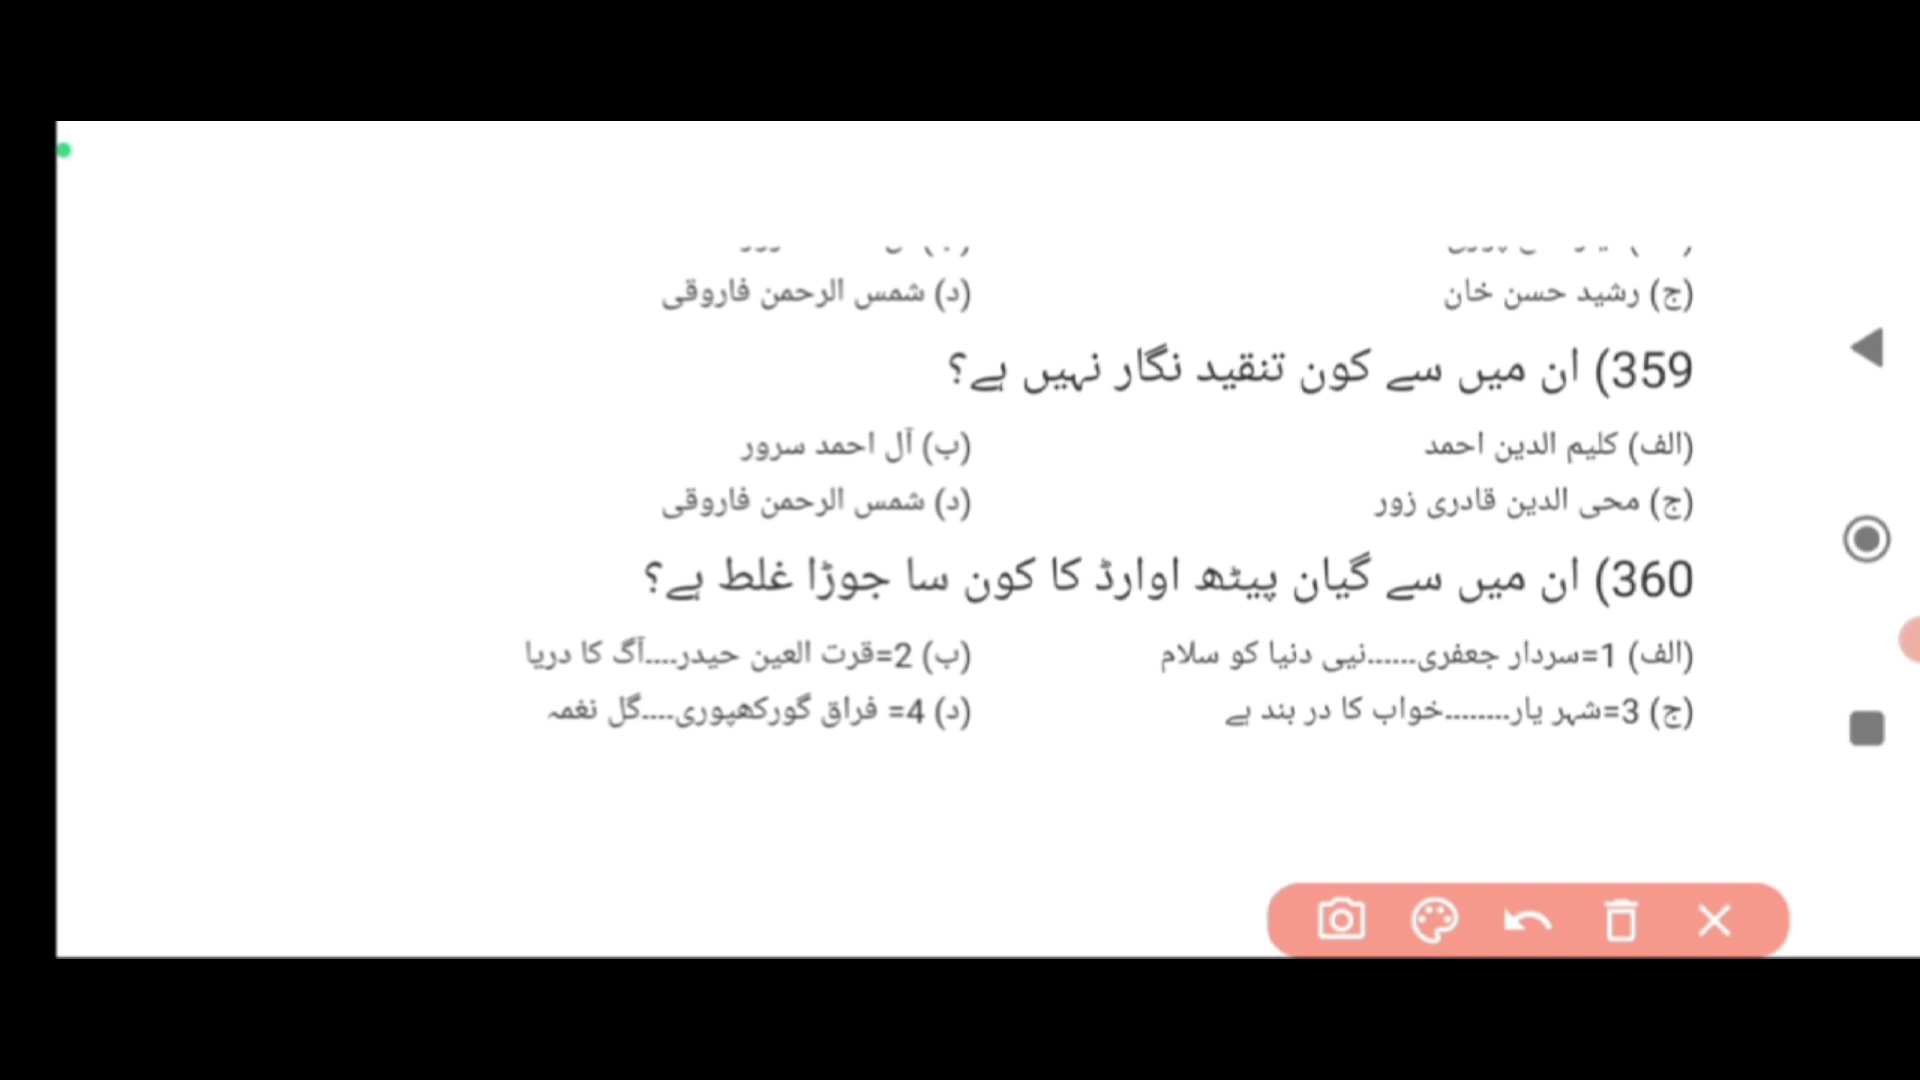 (ج) رشید حسن خان (د) شمس الرحمن فاروقی
359) ان میں سے کون تنقید نگار نہیں ہے؟
(الف) کلیم الدین احمد (ب) آل احمد سرور
(ج) محی الدین قادری زور (د) شمس الرحمن فاروقی
360) ان میں سے گیان پیٹھ اوارڈ کا کون سا جوڑا غلط ہے؟
(الف) 1=سردار جعفری......نیی دنیا کو سلام (ب) 2=قرت العین حیدر....آگ کا دریا
(ج) 3=شہر یار........خواب کا در بند ہے (د) 4= فراق گورکھپوری....گل نغمہ